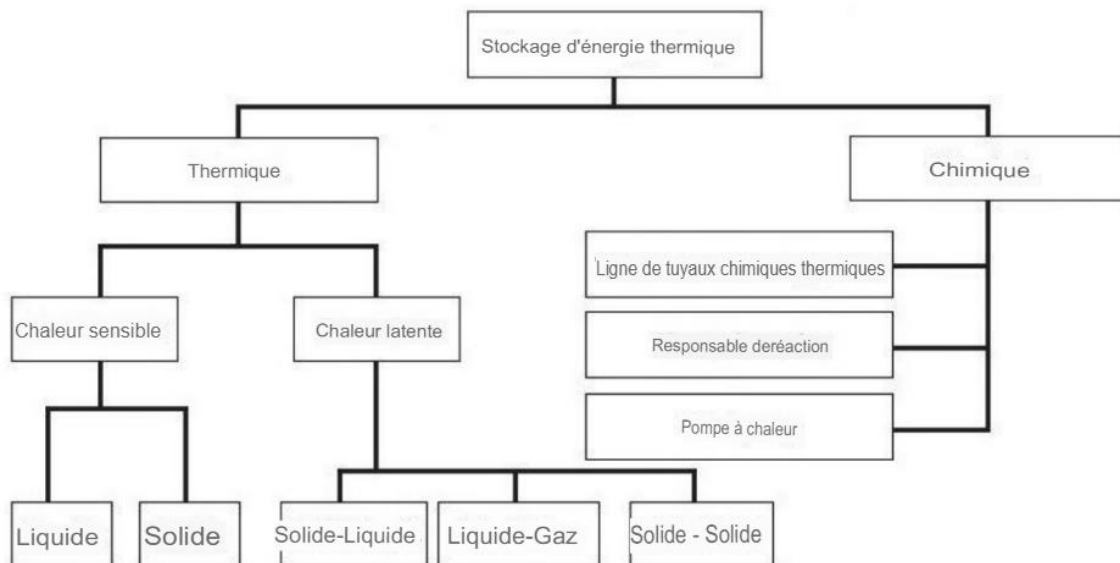 Stockage d'énergie thermique
Thermique
Chimique
Ligne de tuyaux chimiques thermiques
Chaleur sensible
Chaleur latente
Responsable deréaction
Pompe à chaleur
Liquide
Solide
Solide-Liquide
Liquide-Gaz
Solide - Solide